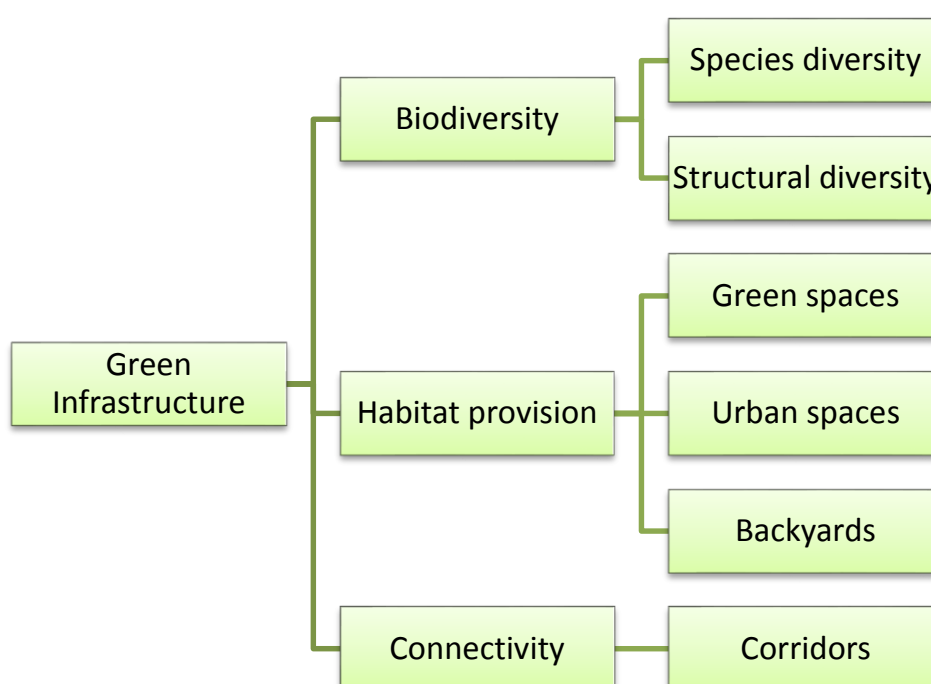 Green
Infrastructure
Biodiversity
Species diversity
Structural diversity
Habitat provision
Green spaces
Urban spaces
Backyards
Connectivity
Corridors